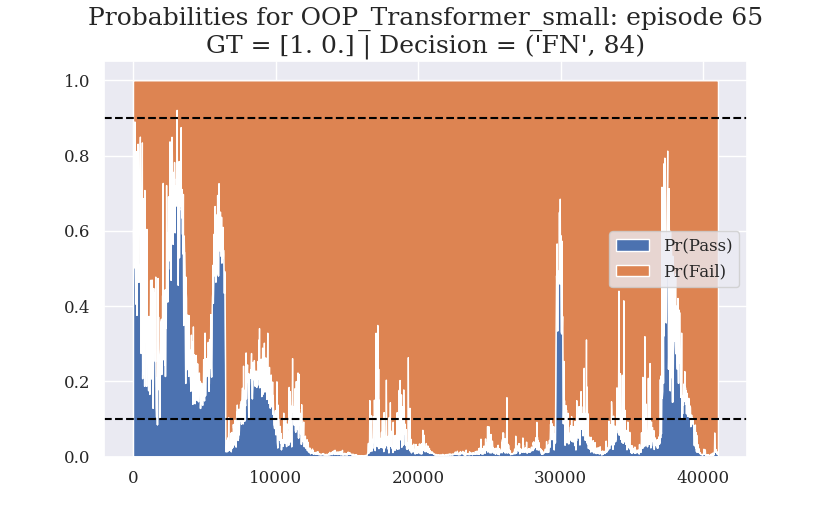 Probabilities for OOP_Transformer_small: episode 65
GT = [1. 0.] | Decision = ('FN', 84)
1.0
0.8
0.6
0.4
0.2
0.0
Pr(Pass)
Pr(Fail)
0
10000
20000
30000
40000